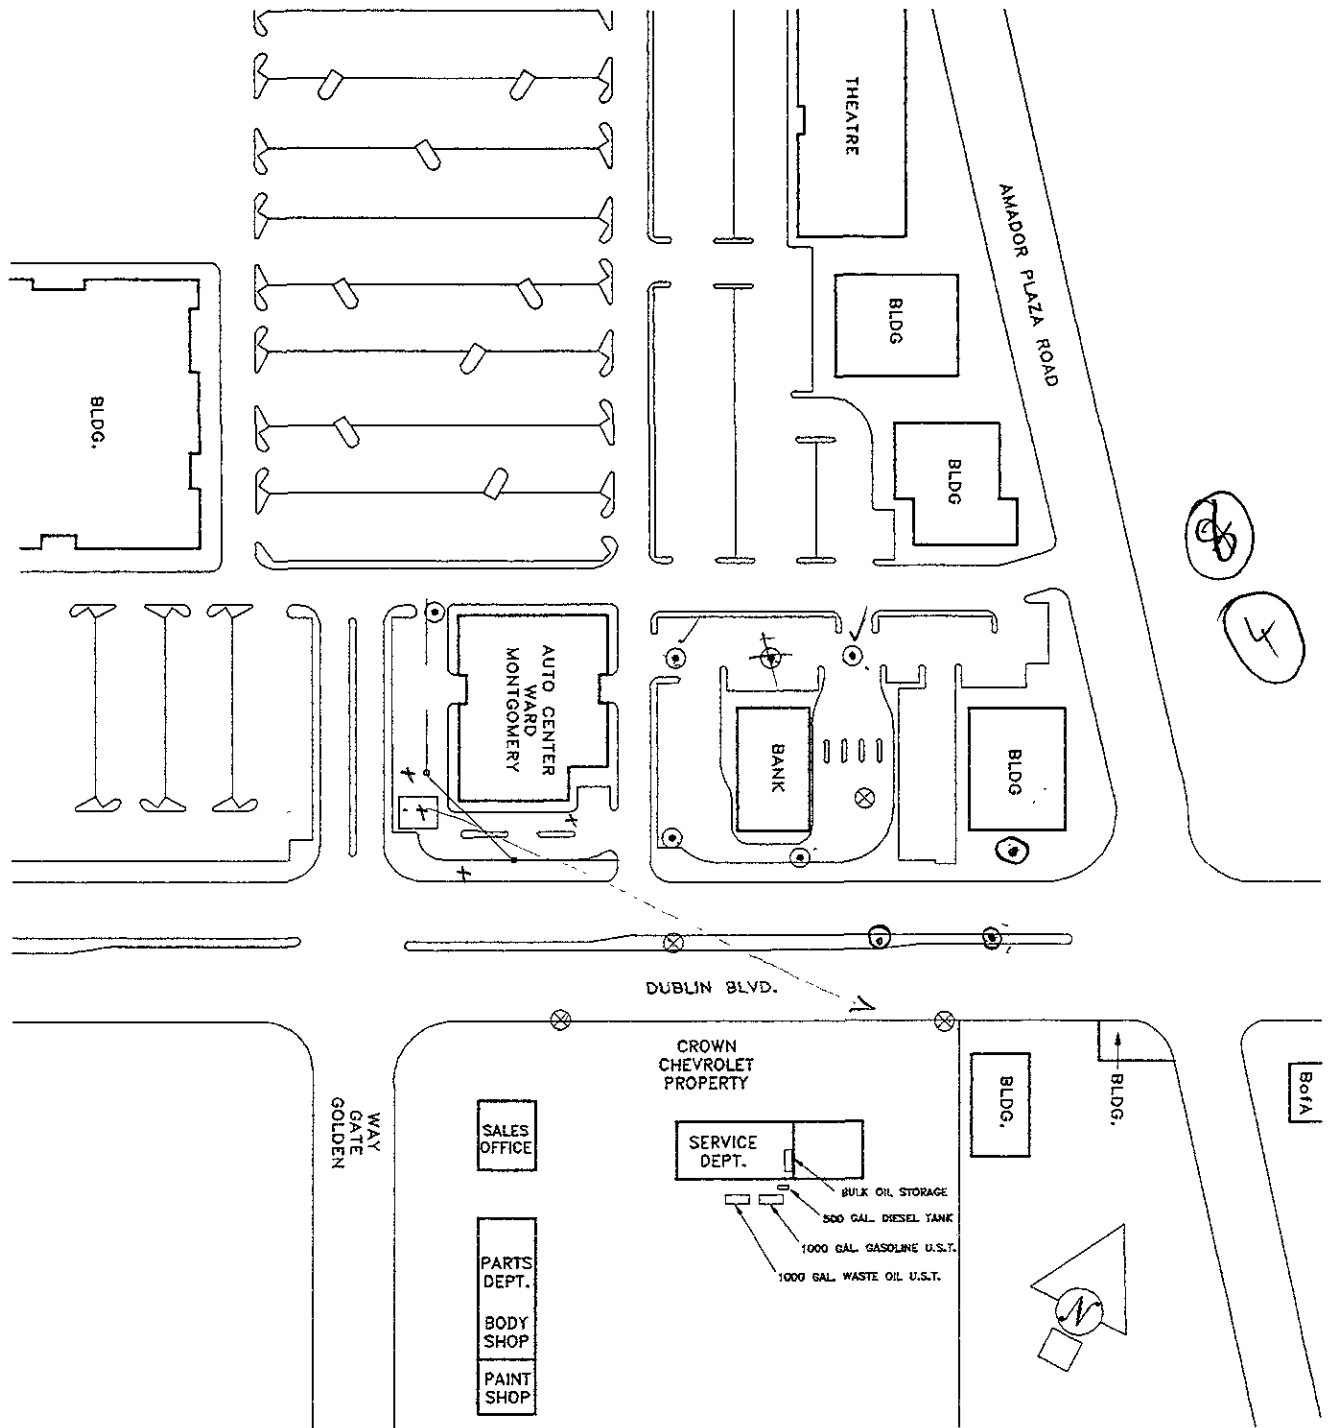 THEATRE
AMADOR PLAZA ROAD
BLDG
BLDG.
BLDG
4
AUTO CENTER
WARD
MONTGOMERY
BANK
BLDG
DUBLIN BLVD.
CROWN
CHEVROLET
PROPERTY
BLDG.
BLDG.
BofA
WAY
GATE
GOLDEN
SALES
OFFICE
SERVICE
DEPT.
BULK OIL STORAGE
500 GAL. DIESEL TANK
1000 GAL. GASOLINE U.S.T.
1000 GAL. WASTE OIL U.S.T.
PARTS
DEPT.
BODY
SHOP
PAINT
SHOP
N